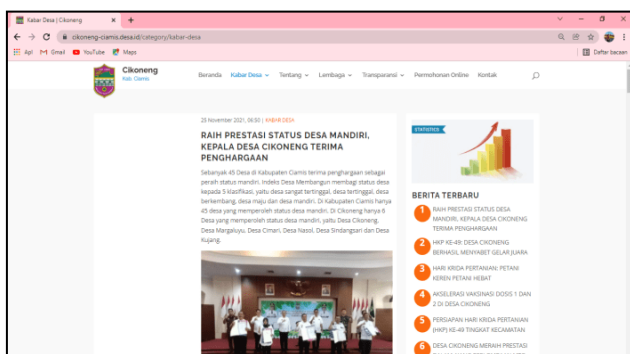 Kabar Desa | Cikoneng
cikoneng-ciamis.desa.id/category/kabar-desa
Apl Gmail YouTube Maps Daftar bacaan
Cikoneng
Kab. Ciamis
Beranda Kabar Desa Tentang Lembaga Transparansi Permohonan Online Kontak
25 November 2021, 06:50 | KABAR DESA
RAIH PRESTASI STATUS DESA MANDIRI,
KEPALA DESA CIKONENG TERIMA
PENGHARGAAN
Sebanyak 45 Desa di Kabupaten Ciamis terima penghargaan sebagai
peraih status mandiri. Indeks Desa Membangun membagi status desa
kepada 5 klasifikasi, yaitu desa sangat tertinggal, desa tertinggal, desa
berkembang, desa maju dan desa mandiri. Di Kabupaten Ciamis hanya
45 desa yang memperoleh status desa mandiri. Di Cikoneng hanya 6
Desa yang memperoleh status desa mandiri, yaitu Desa Cikoneng,
Desa Margaluyu, Desa Cimari, Desa Nasol, Desa Sindangsari dan Desa
Kujang.
STATISTICS
BERITA TERBARU
1 RAIH PRESTASI STATUS DESA
MANDIRI, KEPALA DESA CIKONENG
TERIMA PENGHARGAAN
2 HKP KE-49: DESA CIKONENG
BERHASIL MENYABET GELAR JUARA
3 HARI KRIDA PERTANIAN: PETANI
KEREN PETANI HEBAT
4 AKSELERASI VAKSINASI DOSIS 1 DAN
2 DI DESA CIKONENG
5 PERSIAPAN HARI KRIDA PERTANIAN
(HKP) KE-49 TINGKAT KECAMATAN
6 DESA CIKONENG MERAIH PRESTASI